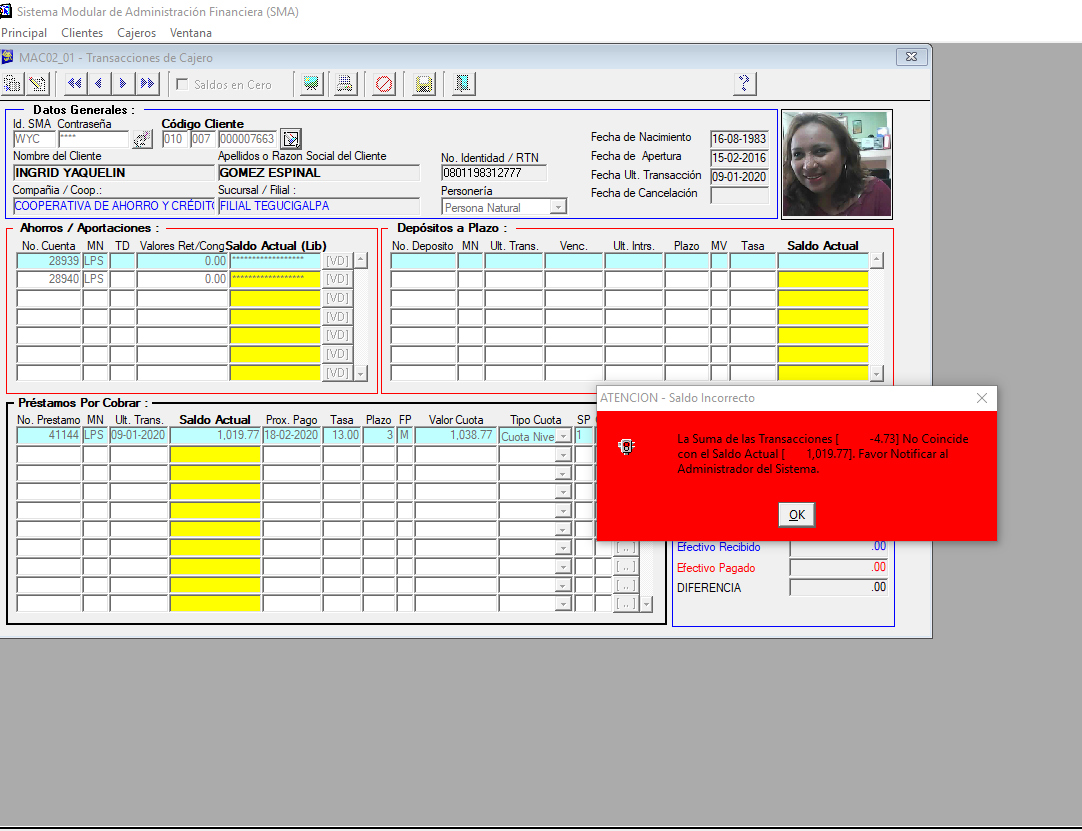 Sistema Modular de Administración Financiera (SMA)
Principal Clientes Cajeros Ventana
MAC02_01 - Transacciones de Cajero
Saldos en Cero
Datos Generales :
Id. SMA Contraseña Código Cliente
WYC **** 010 007 000007663
Nombre del Cliente Apellidos o Razon Social del Cliente No. Identidad / RTN
INGRID YAQUELIN GOMEZ ESPINAL 0801198312777
Compañia / Coop.: Sucursal / Filial : Personería
COOPERATIVA DE AHORRO Y CRÉDIT FILIAL TEGUCIGALPA Persona Natural
Fecha de Nacimiento 16-08-1983
Fecha de Apertura 15-02-2016
Fecha Ult. Transacción 09-01-2020
Fecha de Cancelación
Ahorros / Aportaciones :
No. Cuenta MN TD Valores Ret/Cong Saldo Actual (Lib)
28939 LPS 0.00 ****************** [VD]
28940 LPS 0.00 ****************** [VD]
[VD]
[VD]
[VD]
[VD]
[VD]
Depósitos a Plazo :
No. Deposito MN Ult. Trans. Venc. Ult. Intrs. Plazo MV Tasa Saldo Actual
Préstamos Por Cobrar :
No. Prestamo MN Ult. Trans. Saldo Actual Prox. Pago Tasa Plazo FP Valor Cuota Tipo Cuota SP
41144 LPS 09-01-2020 1,019.77 18-02-2020 13.00 3 M 1,038.77 Cuota Nive 1
[ .. ]
[ .. ]
[ .. ]
[ .. ]
ATENCION - Saldo Incorrecto
La Suma de las Transacciones [ -4.73] No Coincide
con el Saldo Actual [ 1,019.77]. Favor Notificar al
Administrador del Sistema.
OK
Efectivo Recibido .00
Efectivo Pagado .00
DIFERENCIA .00